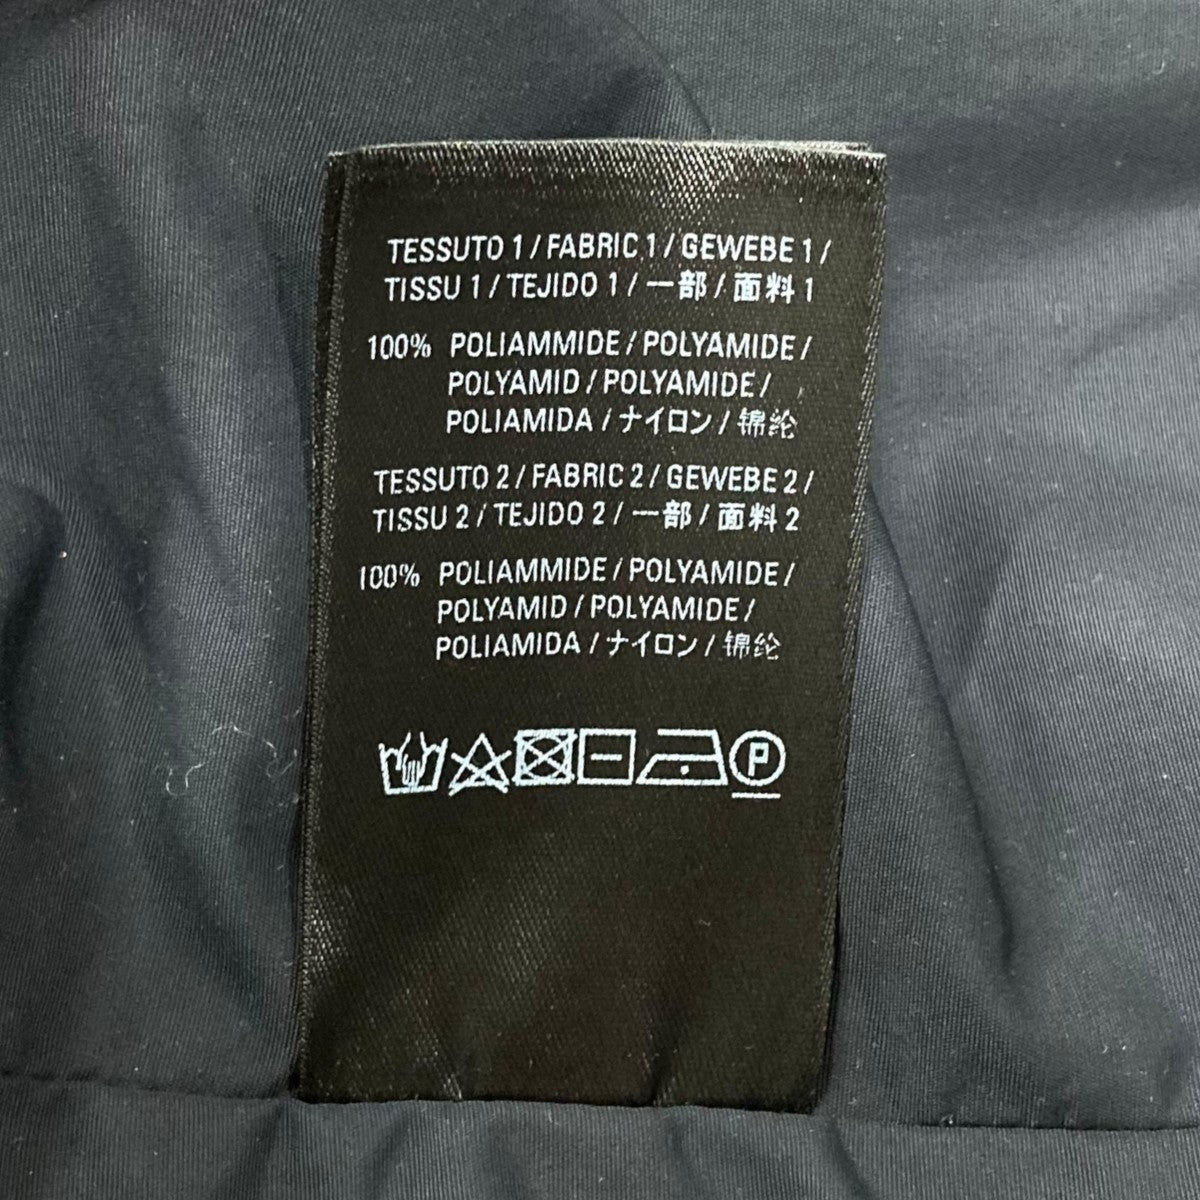 TESSUTO 1 / FABRIC 1 / GEWEBE 1 /
TISSU 1 / TEJIDO 1 / 一部 / 面料 1
100% POLIAMMIDE / POLYAMIDE /
POLYAMID / POLYAMIDE /
POLIAMIDA / ナイロン / 锦纶
TESSUTO 2 / FABRIC 2 / GEWEBE 2 /
TISSU 2 / TEJIDO 2 / 一部 / 面料 2
100% POLIAMMIDE / POLYAMIDE /
POLYAMID / POLYAMIDE /
POLIAMIDA / ナイロン / 锦纶
P